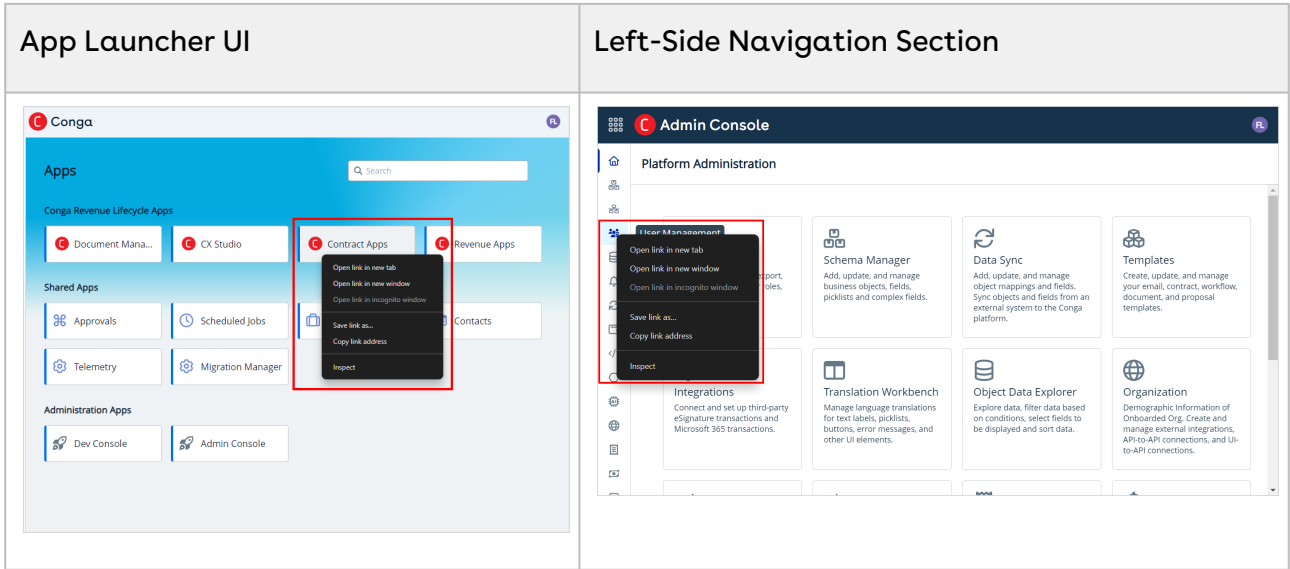 App Launcher UI
Left-Side Navigation Section
Conga
FL
Apps
Search
Conga Revenue Lifecycle Apps
Document Mana...
CX Studio
Contract Apps
Revenue Apps
Open link in new tab
Open link in new window
Open link in incognito window
Save link as...
Copy link address
Inspect
Shared Apps
Approvals
Scheduled Jobs
Contacts
Telemetry
Migration Manager
Administration Apps
Dev Console
Admin Console
Admin Console
FL
Platform Administration
User Management
Open link in new tab
Open link in new window
Open link in incognito window
Save link as...
Copy link address
Inspect
roles,
Schema Manager
Add, update, and manage
business objects, fields,
picklists and complex fields.
Data Sync
Add, update, and manage
object mappings and fields.
Sync objects and fields from an
external system to the Conga
platform.
Templates
Create, update, and manage
your email, contract, workflow,
document, and proposal
templates.
Integrations
Connect and set up third-party
eSignature transactions and
Microsoft 365 transactions.
Translation Workbench
Manage language translations
for text labels, picklists,
buttons, error messages, and
other UI elements.
Object Data Explorer
Explore data, filter data based
on conditions, select fields to
be displayed and sort data.
Organization
Demographic Information of
Onboarded Org. Create and
manage external integrations,
API-to-API connections, and UI-
to-API connections.